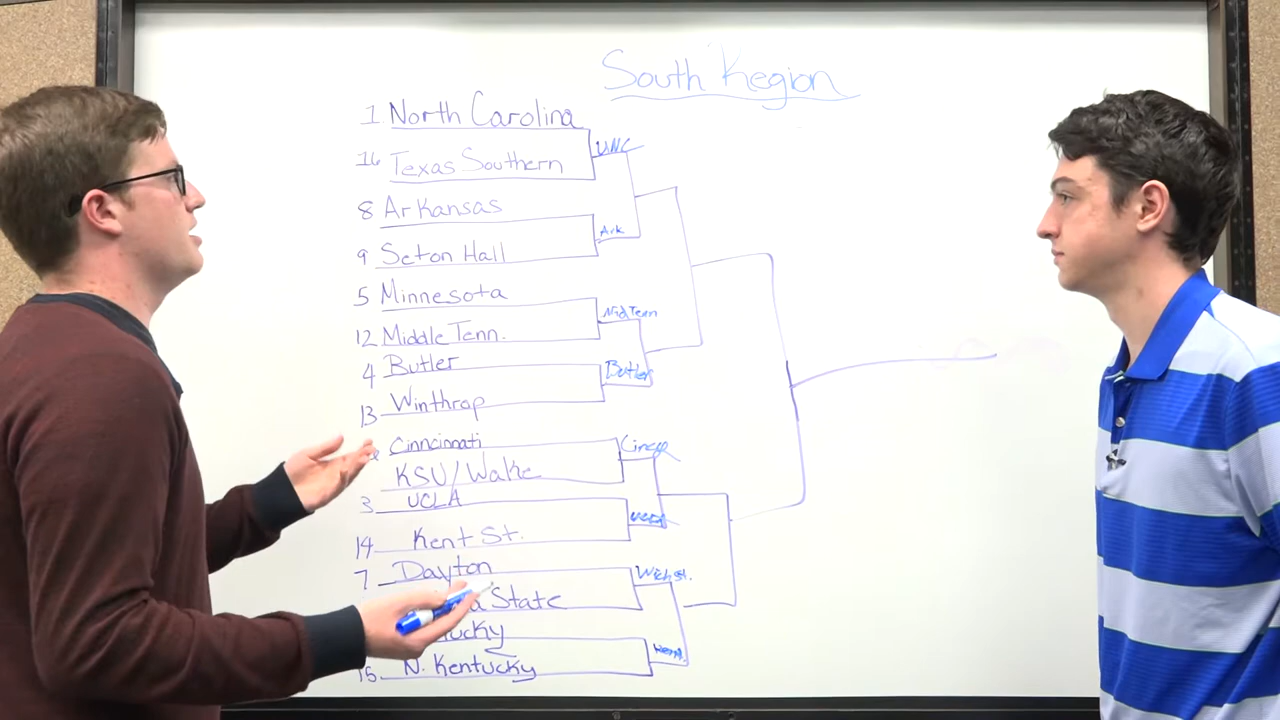 South Region
1 North Carolina
16 Texas Southern
UNC
8 Arkansas
9 Seton Hall
Ark
5 Minnesota
12 Middle Tenn.
Mid Tenn
4 Butler
13 Winthrop
Butler
Cinncinnati
KSU/Wake
3 UCLA
14 Kent St.
7 Dayton
State
Wich st.
ucky
15 N. Kentucky